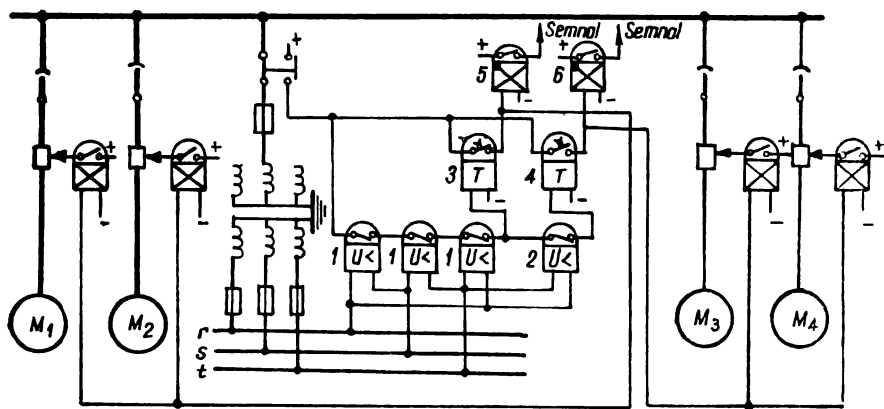 Semnal
Semnal
+
+
+
5
6
-
-
+
+
+
+
3
T
4
T
-
-
-
-
-
-
1
U<
1
U<
1
U<
2
U<
M1
M2
M3
M4
r
s
t